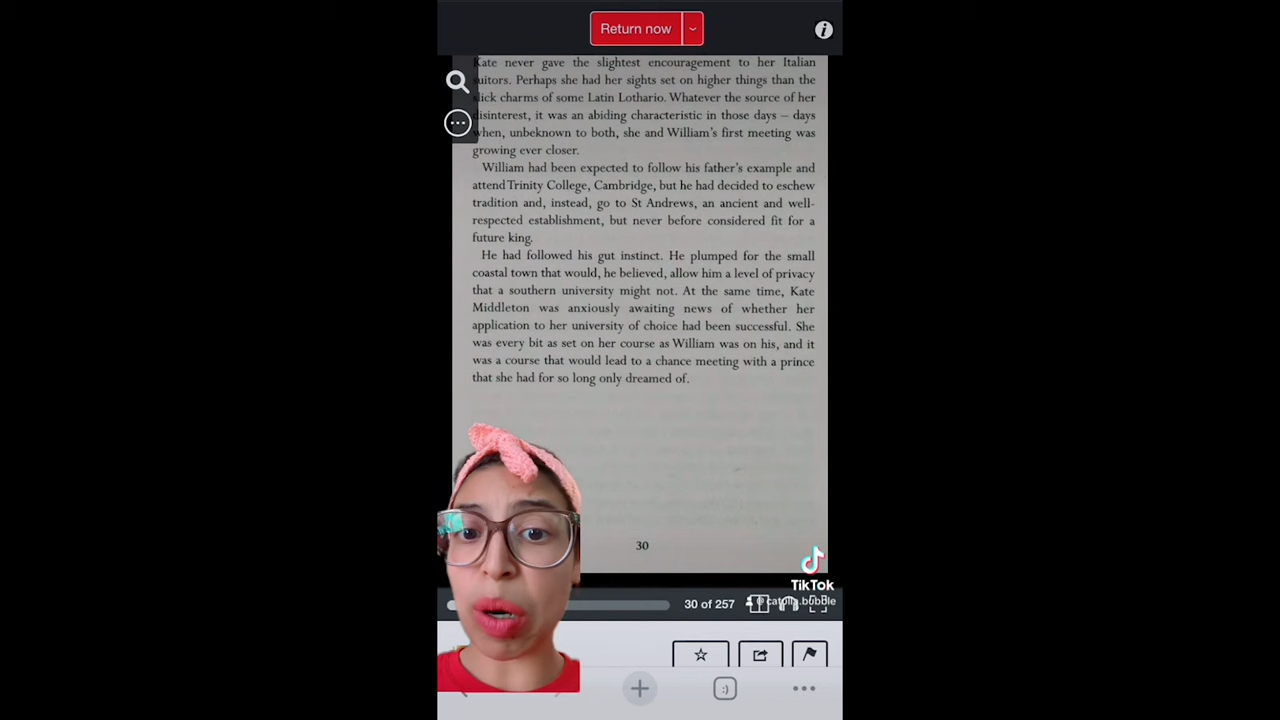 Return now
Kate never gave the slightest encouragement to her Italian
suitors. Perhaps she had her sights set on higher things than the
slick charms of some Latin Lothario. Whatever the source of her
disinterest, it was an abiding characteristic in those days – days
when, unbeknown to both, she and William's first meeting was
growing ever closer.
William had been expected to follow his father's example and
attend Trinity College, Cambridge, but he had decided to eschew
tradition and, instead, go to St Andrews, an ancient and well-
respected establishment, but never before considered fit for a
future king.
He had followed his gut instinct. He plumped for the small
coastal town that would, he believed, allow him a level of privacy
that a southern university might not. At the same time, Kate
Middleton was anxiously awaiting news of whether her
application to her university of choice had been successful. She
was every bit as set on her course as William was on his, and it
was a course that would lead to a chance meeting with a prince
that she had for so long only dreamed of.
30
TikTok
30 of 257
:)